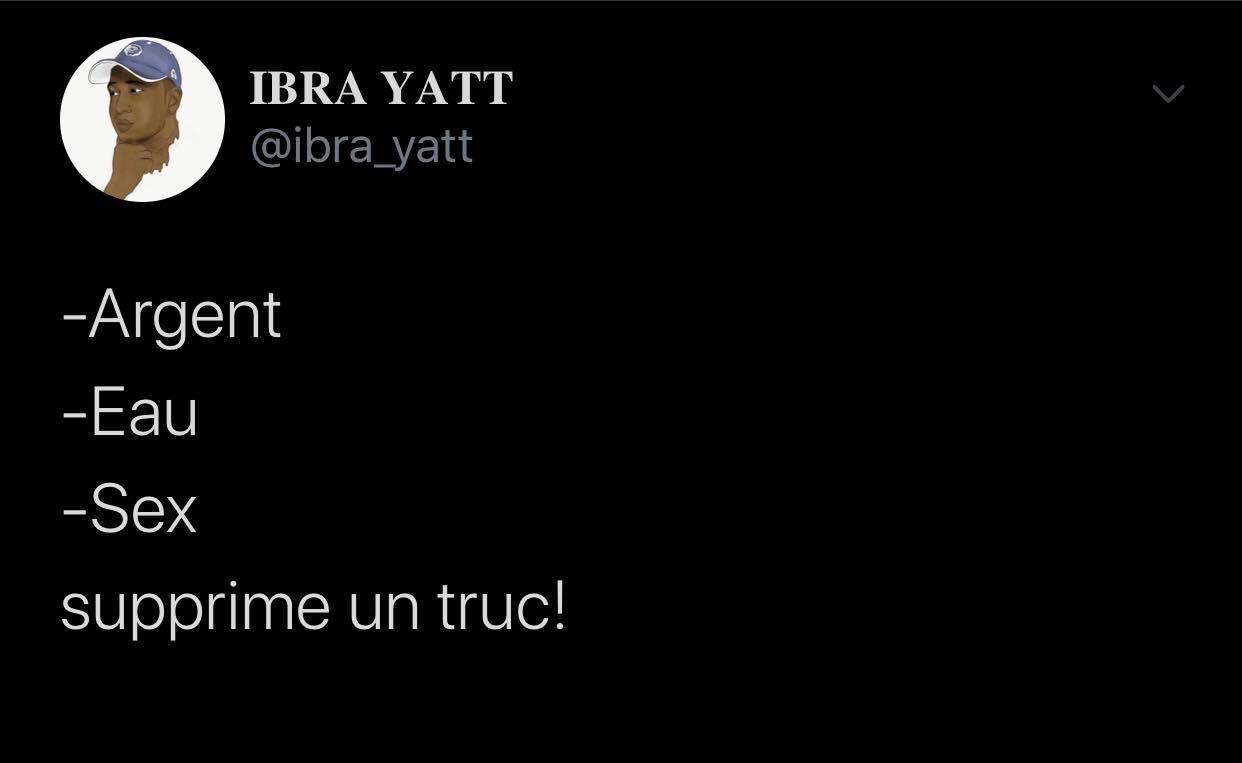 IBRA YATT
@ibra_yatt
-Argent
-Eau
-Sex
supprime un truc!